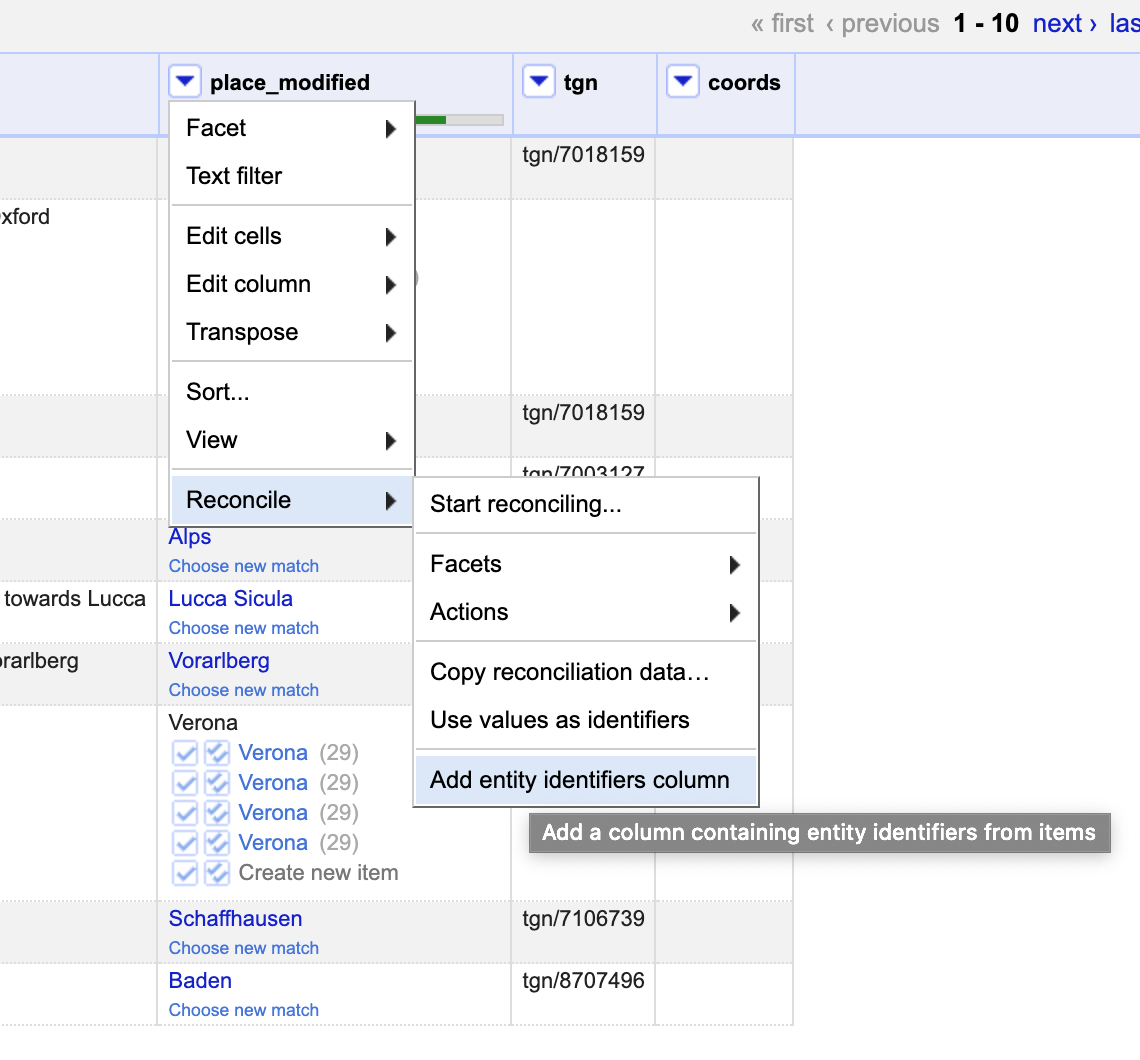 « first ‹ previous 1 - 10 next › las
place_modified tgn coords
Facet
tgn/7018159
Text filter
xford
Edit cells
Edit column
Transpose
Sort...
tgn/7018159
View
tgn/7003127
Reconcile
Start reconciling...
Alps
Choose new match
Facets
towards Lucca
Lucca Sicula
Actions
Choose new match
rarlberg
Vorarlberg
Copy reconciliation data…
Choose new match
Use values as identifiers
Verona
Verona (29)
Add entity identifiers column
Verona (29)
Verona (29)
Add a column containing entity identifiers from items
Verona (29)
Create new item
Schaffhausen
tgn/7106739
Choose new match
Baden
tgn/8707496
Choose new match